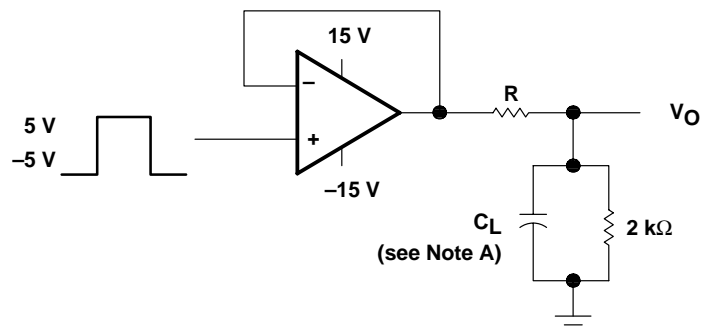 15 V
–
R
VO
5 V
+
–5 V
–15 V
CL
2 kΩ
(see Note A)